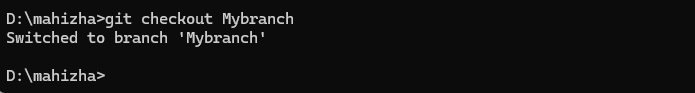 D:\mahizha>git checkout Mybranch
Switched to branch 'Mybranch'
D:\mahizha>